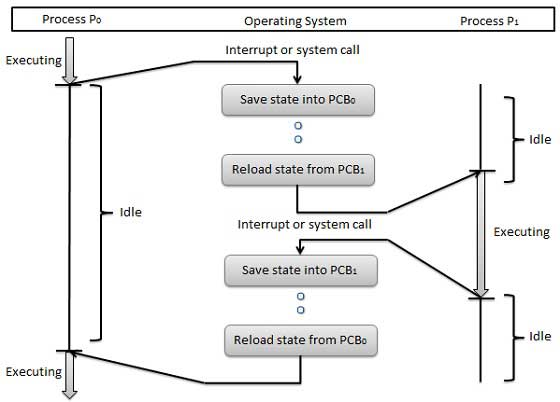 Process P₀ Operating System Process P₁
Interrupt or system call
Executing
Save state into PCB₀
Idle
Reload state from PCB₁
Idle
Interrupt or system call
Executing
Save state into PCB₁
Idle
Reload state from PCB₀
Executing